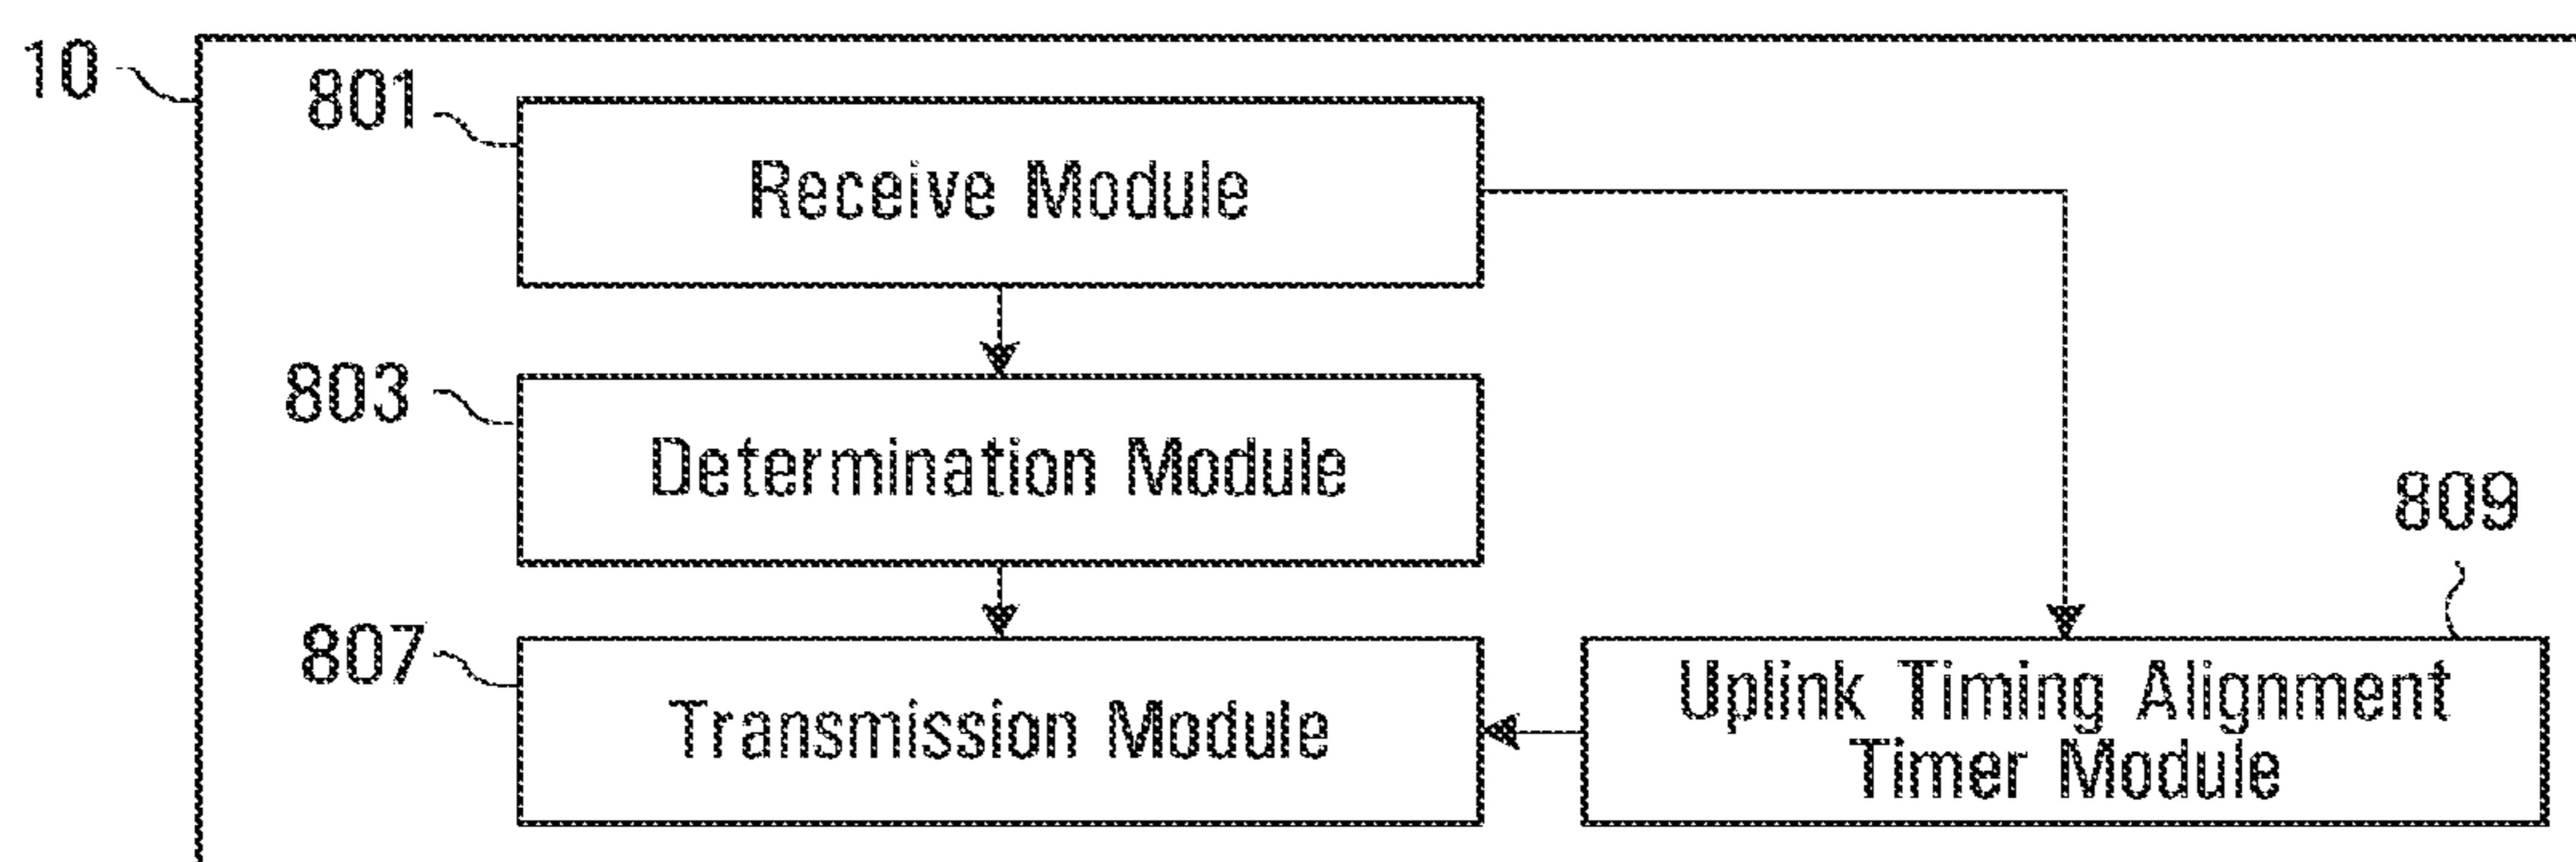 10
801
Receive Module
803
Determination Module
809
807
Transmission Module
Uplink Timing Alignment
Timer Module